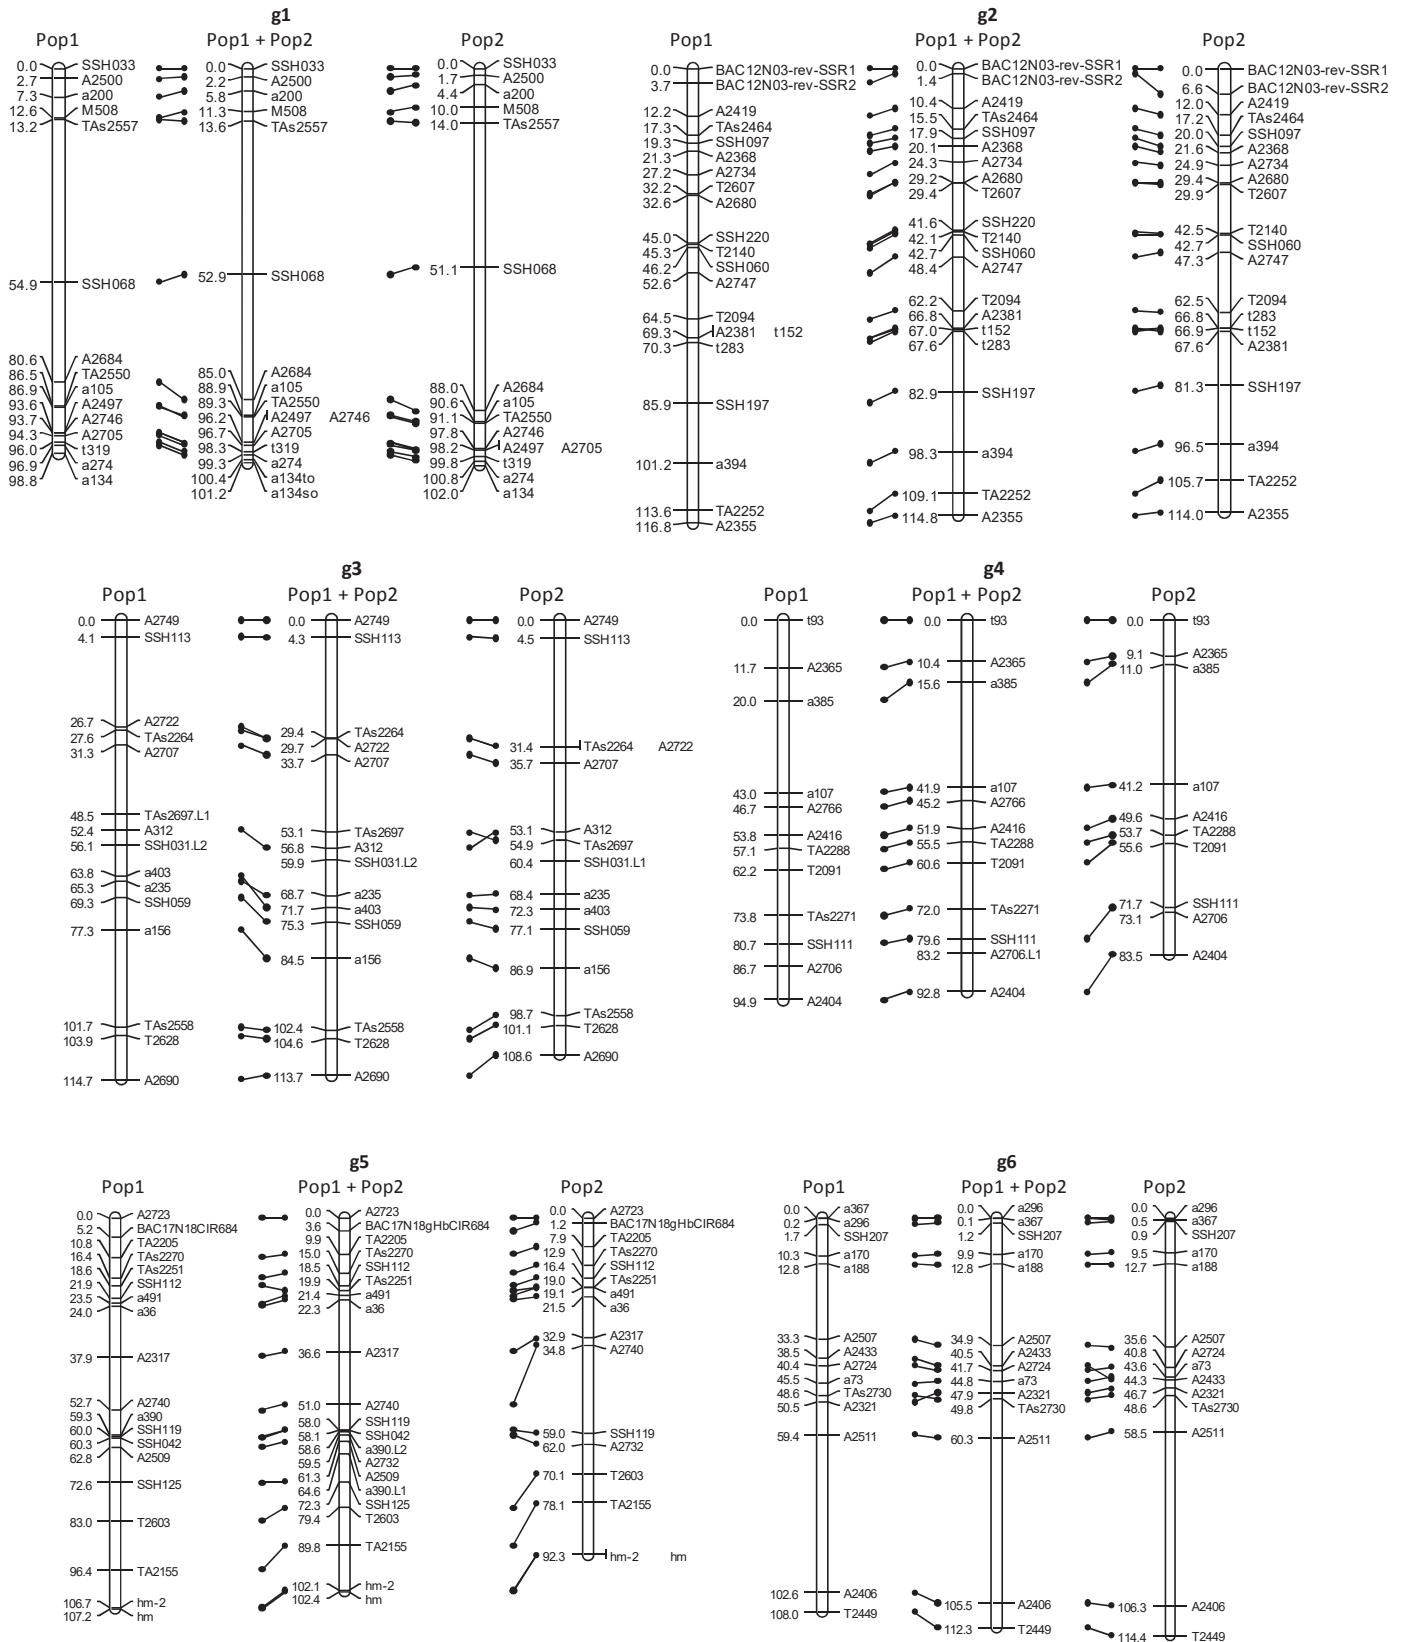 g1
Pop1
0.0 SSH033
2.7 A2500
7.3 a200
12.6 M508
13.2 TAs2557
54.9 SSH068
80.6 A2684
86.5 TA2550
86.9 a105
93.6 A2497
93.7 A2746
94.3 A2705
96.0 t319
96.9 a274
98.8 a134
Pop1 + Pop2
0.0 SSH033
2.2 A2500
5.8 a200
11.3 M508
13.6 TAs2557
52.9 SSH068
85.0 A2684
88.9 a105
89.3 TA2550
96.2 A2497 A2746
96.7 A2705
98.3 t319
99.3 a274
100.4 a134to
101.2 a134so
Pop2
0.0 SSH033
1.7 A2500
4.4 a200
10.0 M508
14.0 TAs2557
51.1 SSH068
88.0 A2684
90.6 a105
91.1 TA2550
97.8 A2746
98.2 A2497 A2705
99.8 t319
100.8 a274
102.0 a134
g2
Pop1
0.0 BAC12N03-rev-SSR1
3.7 BAC12N03-rev-SSR2
12.2 A2419
17.3 TAs2464
19.3 SSH097
21.3 A2368
27.2 A2734
32.2 T2607
32.6 A2680
45.0 SSH220
45.3 T2140
46.2 SSH060
52.6 A2747
64.5 T2094
69.3 A2381 t152
70.3 t283
85.9 SSH197
101.2 a394
113.6 TA2252
116.8 A2355
Pop1 + Pop2
0.0 BAC12N03-rev-SSR1
1.4 BAC12N03-rev-SSR2
10.4 A2419
15.5 TAs2464
17.9 SSH097
20.1 A2368
24.3 A2734
29.2 A2680
29.4 T2607
41.6 SSH220
42.1 T2140
42.7 SSH060
48.4 A2747
62.2 T2094
66.8 A2381
67.0 t152
67.6 t283
82.9 SSH197
98.3 a394
109.1 TA2252
114.8 A2355
Pop2
0.0 BAC12N03-rev-SSR1
6.6 BAC12N03-rev-SSR2
12.0 A2419
17.2 TAs2464
20.0 SSH097
21.6 A2368
24.9 A2734
29.4 A2680
29.9 T2607
42.5 T2140
42.7 SSH060
47.3 A2747
62.5 T2094
66.8 t283
66.9 t152
67.6 A2381
81.3 SSH197
96.5 a394
105.7 TA2252
114.0 A2355
g3
Pop1
0.0 A2749
4.1 SSH113
26.7 A2722
27.6 TAs2264
31.3 A2707
48.5 TAs2697.L1
52.4 A312
56.1 SSH031.L2
63.8 a403
65.3 a235
69.3 SSH059
77.3 a156
101.7 TAs2558
103.9 T2628
114.7 A2690
Pop1 + Pop2
0.0 A2749
4.3 SSH113
29.4 TAs2264
29.7 A2722
33.7 A2707
53.1 TAs2697
56.8 A312
59.9 SSH031.L2
68.7 a235
71.7 a403
75.3 SSH059
84.5 a156
102.4 TAs2558
104.6 T2628
113.7 A2690
Pop2
0.0 A2749
4.5 SSH113
31.4 TAs2264 A2722
35.7 A2707
53.1 A312
54.9 TAs2697
60.4 SSH031.L1
68.4 a235
72.3 a403
77.1 SSH059
86.9 a156
98.7 TAs2558
101.1 T2628
108.6 A2690
g4
Pop1
0.0 t93
11.7 A2365
20.0 a385
43.0 a107
46.7 A2766
53.8 A2416
57.1 TA2288
62.2 T2091
73.8 TAs2271
80.7 SSH111
86.7 A2706
94.9 A2404
Pop1 + Pop2
0.0 t93
10.4 A2365
15.6 a385
41.9 a107
45.2 A2766
51.9 A2416
55.5 TA2288
60.6 T2091
72.0 TAs2271
79.6 SSH111
83.2 A2706.L1
92.8 A2404
Pop2
0.0 t93
9.1 A2365
11.0 a385
41.2 a107
49.6 A2416
53.7 TA2288
55.6 T2091
71.7 SSH111
73.1 A2706
83.5 A2404
g5
Pop1
0.0 A2723
5.2 BAC17N18CIR684
10.8 TA2205
16.4 TAs2270
18.6 TAs2251
21.9 SSH112
23.5 a491
24.0 a36
37.9 A2317
52.7 A2740
59.3 a390
60.0 SSH119
60.3 SSH042
62.8 A2509
72.6 SSH125
83.0 T2603
96.4 TA2155
106.7 hm-2
107.2 hm
Pop1 + Pop2
0.0 A2723
3.6 BAC17N18gHbCIR684
9.9 TA2205
15.0 TAs2270
18.5 SSH112
19.9 TAs2251
21.4 a491
22.3 a36
36.6 A2317
51.0 A2740
58.0 SSH119
58.1 SSH042
58.6 a390.L2
59.5 A2732
61.3 A2509
64.6 a390.L1
72.3 SSH125
79.4 T2603
89.8 TA2155
102.1 hm-2
102.4 hm
Pop2
0.0 A2723
1.2 BAC17N18gHbCIR684
7.9 TA2205
12.9 TAs2270
16.4 SSH112
19.0 TAs2251
19.1 a491
21.5 a36
32.9 A2317
34.8 A2740
59.0 SSH119
62.0 A2732
70.1 T2603
78.1 TA2155
92.3 hm-2 hm
g6
Pop1
0.0 a367
0.2 a296
1.7 SSH207
10.3 a170
12.8 a188
33.3 A2507
38.5 A2433
40.4 A2724
45.5 a73
48.6 TAs2730
50.5 A2321
59.4 A2511
102.6 A2406
108.0 T2449
Pop1 + Pop2
0.0 a296
0.1 a367
1.2 SSH207
9.9 a170
12.8 a188
34.9 A2507
40.5 A2433
41.7 A2724
44.8 a73
47.9 A2321
49.8 TAs2730
60.3 A2511
105.5 A2406
112.3 T2449
Pop2
0.0 a296
0.5 a367
0.9 SSH207
9.5 a170
12.7 a188
35.6 A2507
40.8 A2724
43.6 a73
44.3 A2433
46.7 A2321
48.6 TAs2730
58.5 A2511
106.3 A2406
114.4 T2449